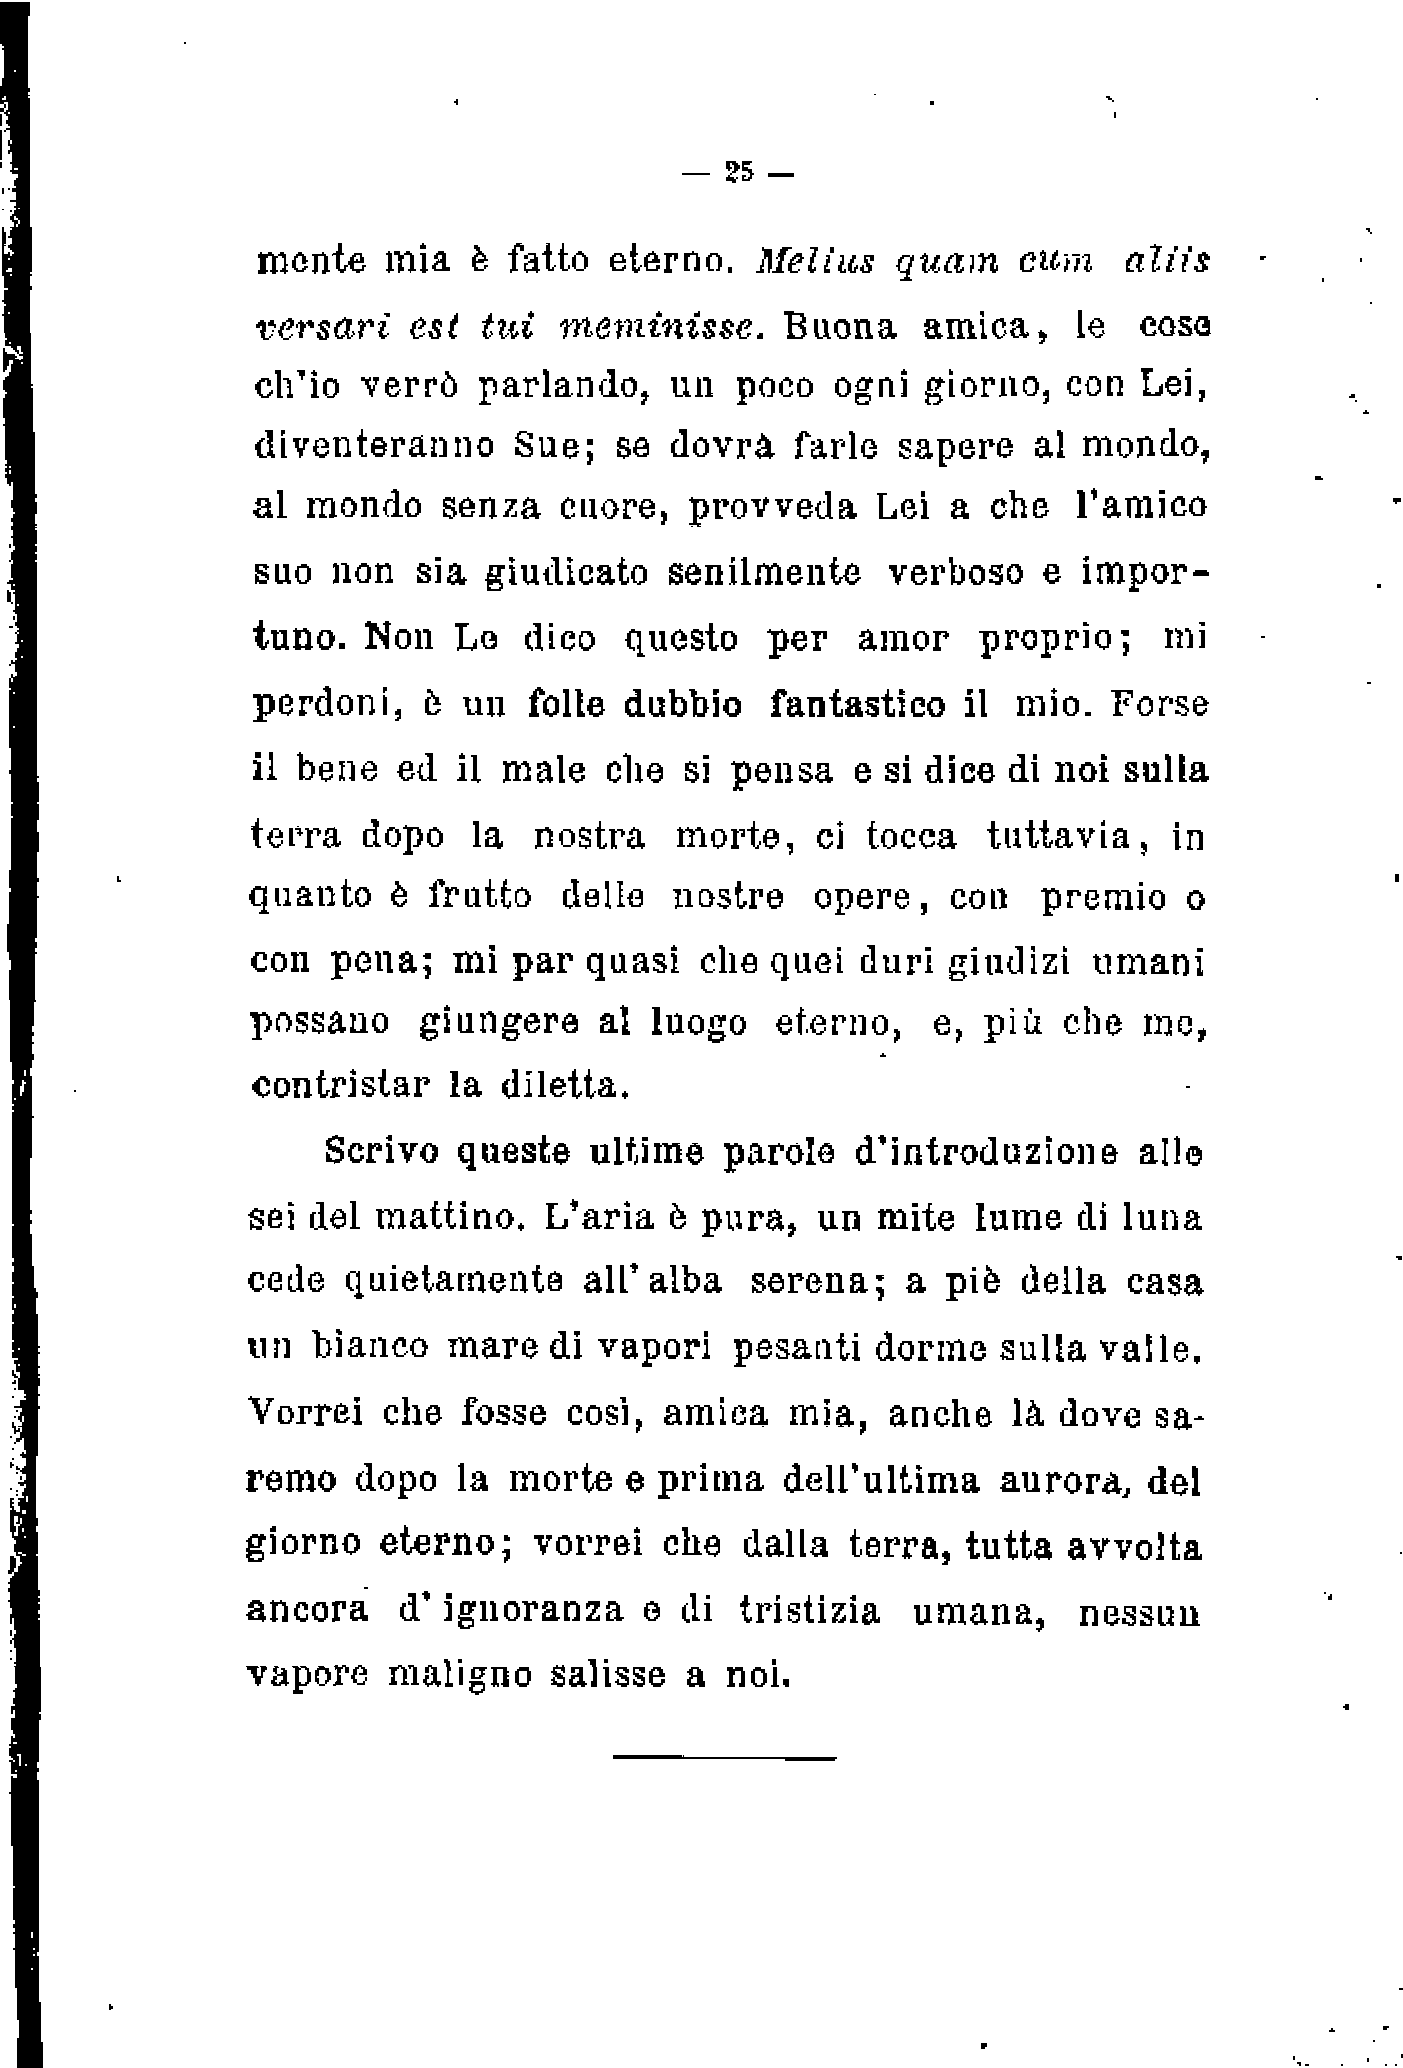 — 25 —
mente mia è fatto eterno. Melius quam cum aliis
versari est tui meminisse. Buona amica, le cose
ch'io verrò parlando, un poco ogni giorno, con Lei,
diventeranno Sue; se dovrà farle sapere al mondo,
al mondo senza cuore, provveda Lei a che l'amico
suo non sia giudicato senilmente verboso e impor-
tuno. Non Le dico questo per amor proprio; mi
perdoni, è un folle dubbio fantastico il mio. Forse
il bene ed il male che si pensa e si dice di noi sulla
terra dopo la nostra morte, ci tocca tuttavia, in
quanto è frutto delle nostre opere, con premio o
con pena; mi par quasi che quei duri giudizi umani
possano giungere al luogo eterno, e, più che me,
contristar la diletta.
Scrivo queste ultime parole d'introduzione alle
sei del mattino. L'aria è pura, un mite lume di luna
cede quietamente all'alba serena; a piè della casa
un bianco mare di vapori pesanti dorme sulla valle.
Vorrei che fosse così, amica mia, anche là dove sa-
remo dopo la morte e prima dell'ultima aurora, del
giorno eterno; vorrei che dalla terra, tutta avvolta
ancora d'ignoranza e di tristizia umana, nessun
vapore maligno salisse a noi.